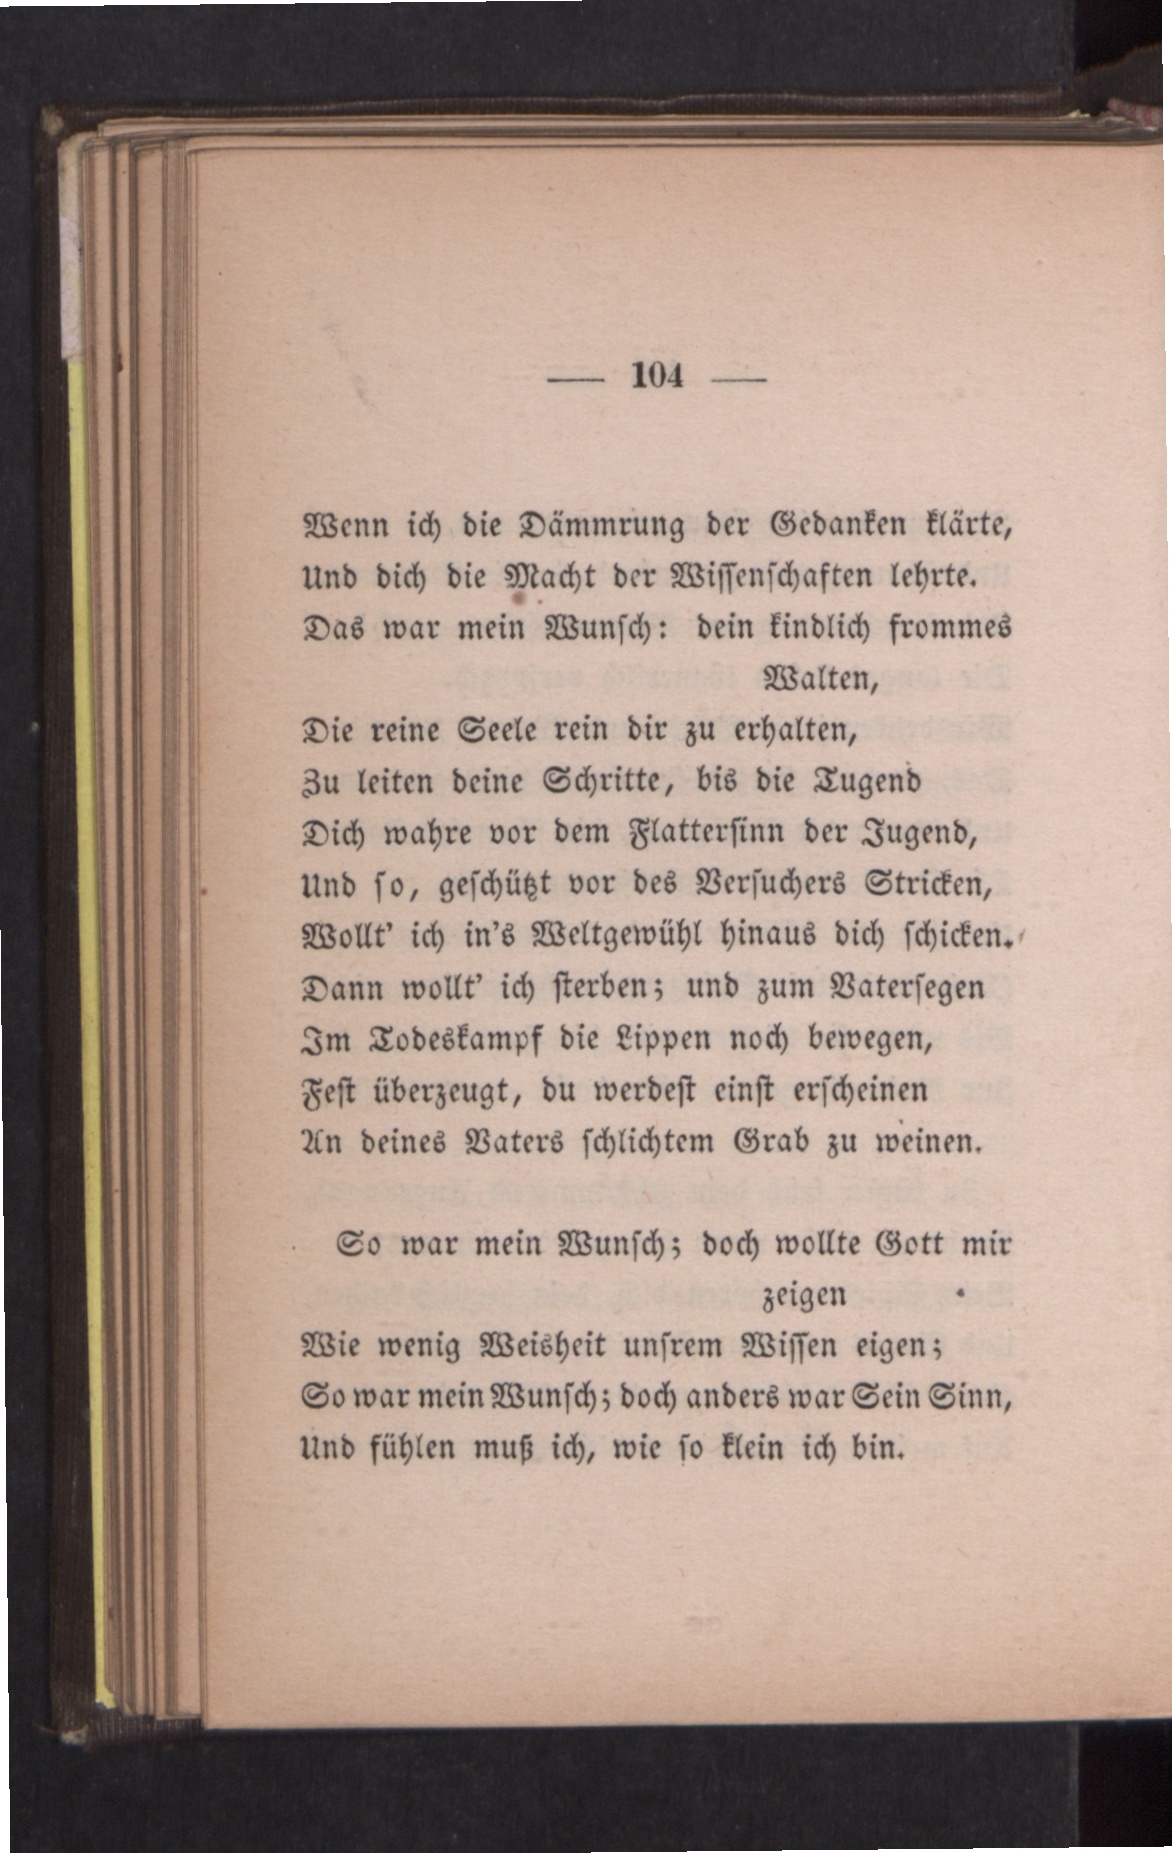 — 104 —
Wenn ich die Dämmrung der Gedanken klärte,
Und dich die Macht der Wissenschaften lehrte.
Das war mein Wunsch: dein kindlich frommes
Walten,
Die reine Seele rein dir zu erhalten,
Zu leiten deine Schritte, bis die Tugend
Dich wahre vor dem Flattersinn der Jugend,
Und so, geschützt vor des Versuchers Stricken,
Wollt' ich in's Weltgewühl hinaus dich schicken.
Dann wollt' ich sterben; und zum Vatersegen
Im Todeskampf die Lippen noch bewegen,
Fest überzeugt, du werdest einst erscheinen
An deines Vaters schlichtem Grab zu weinen.
So war mein Wunsch; doch wollte Gott mir
zeigen
Wie wenig Weisheit unsrem Wissen eigen;
So war mein Wunsch; doch anders war Sein Sinn,
Und fühlen muß ich, wie so klein ich bin.